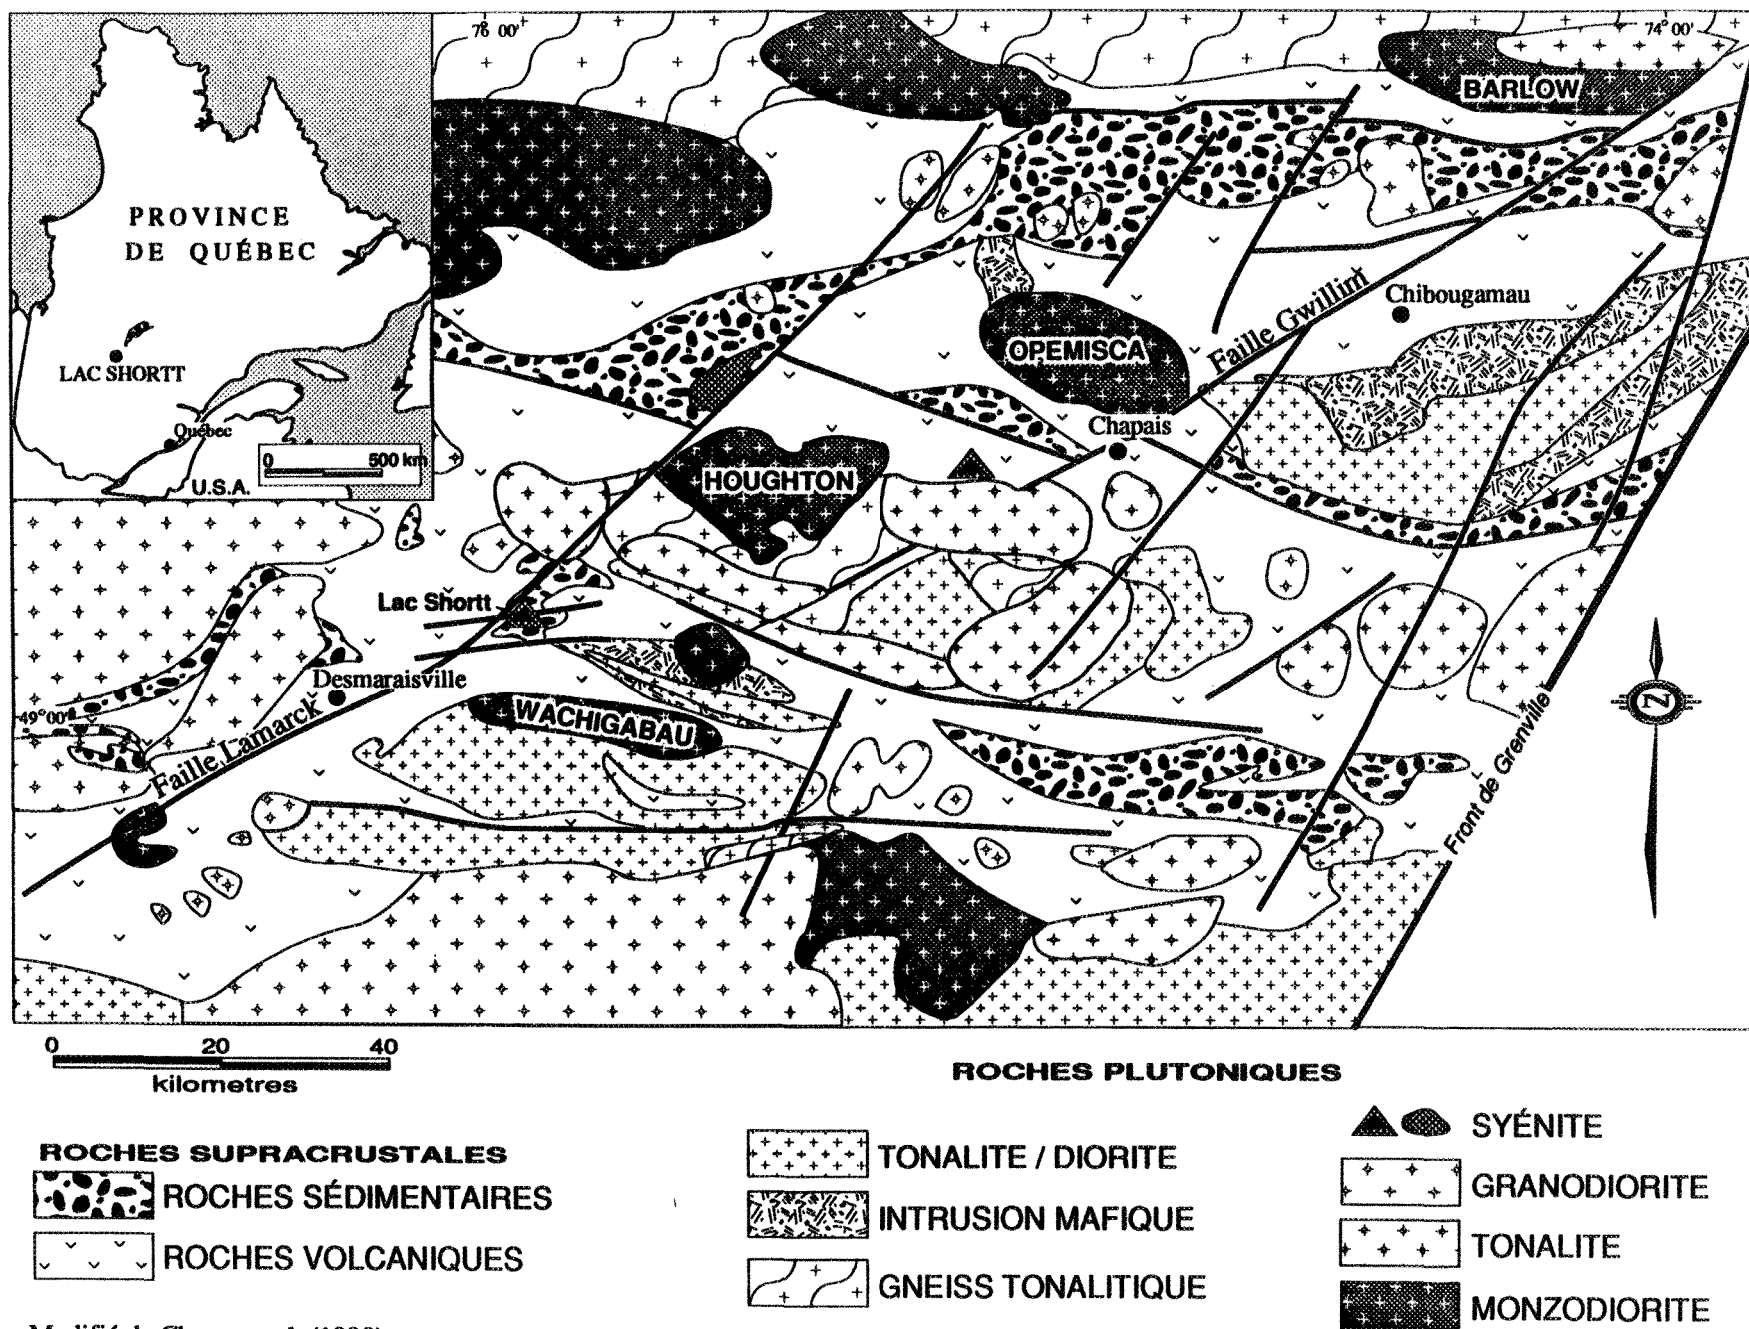 76 00'
74° 00'
BARLOW
PROVINCE
DE QUÉBEC
LAC SHORTT
Québec
0 500 km
U.S.A.
OPEMISCA
Faille Gwillim
Chibougamau
Chapais
HOUGHTON
Lac Shortt
Desmaraisville
49°00'
Faille Lamarck
WACHIGABAU
Front de Grenville
N
0 20 40
kilometres
ROCHES PLUTONIQUES
ROCHES SUPRACRUSTALES
ROCHES SÉDIMENTAIRES
ROCHES VOLCANIQUES
TONALITE / DIORITE
INTRUSION MAFIQUE
GNEISS TONALITIQUE
SYÉNITE
GRANODIORITE
TONALITE
MONZODIORITE